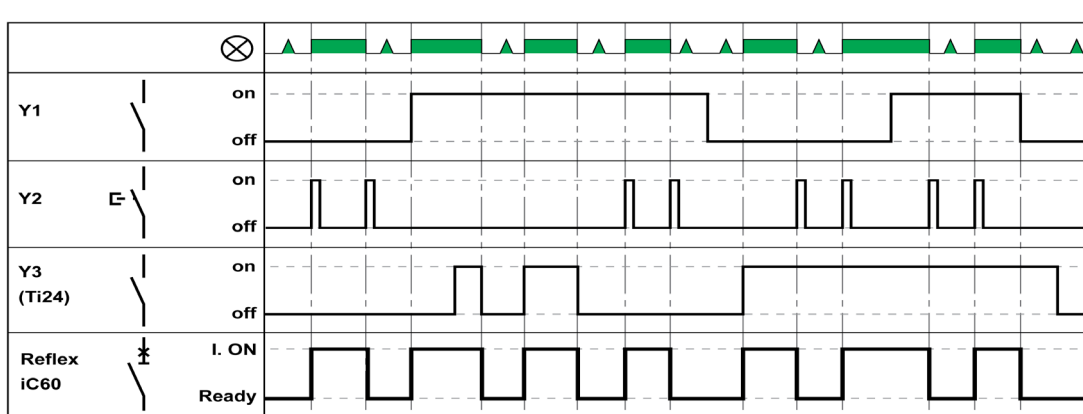 on
Y1
off
on
Y2
off
on
Y3
(Ti24)
off
I. ON
Reflex
iC60
Ready